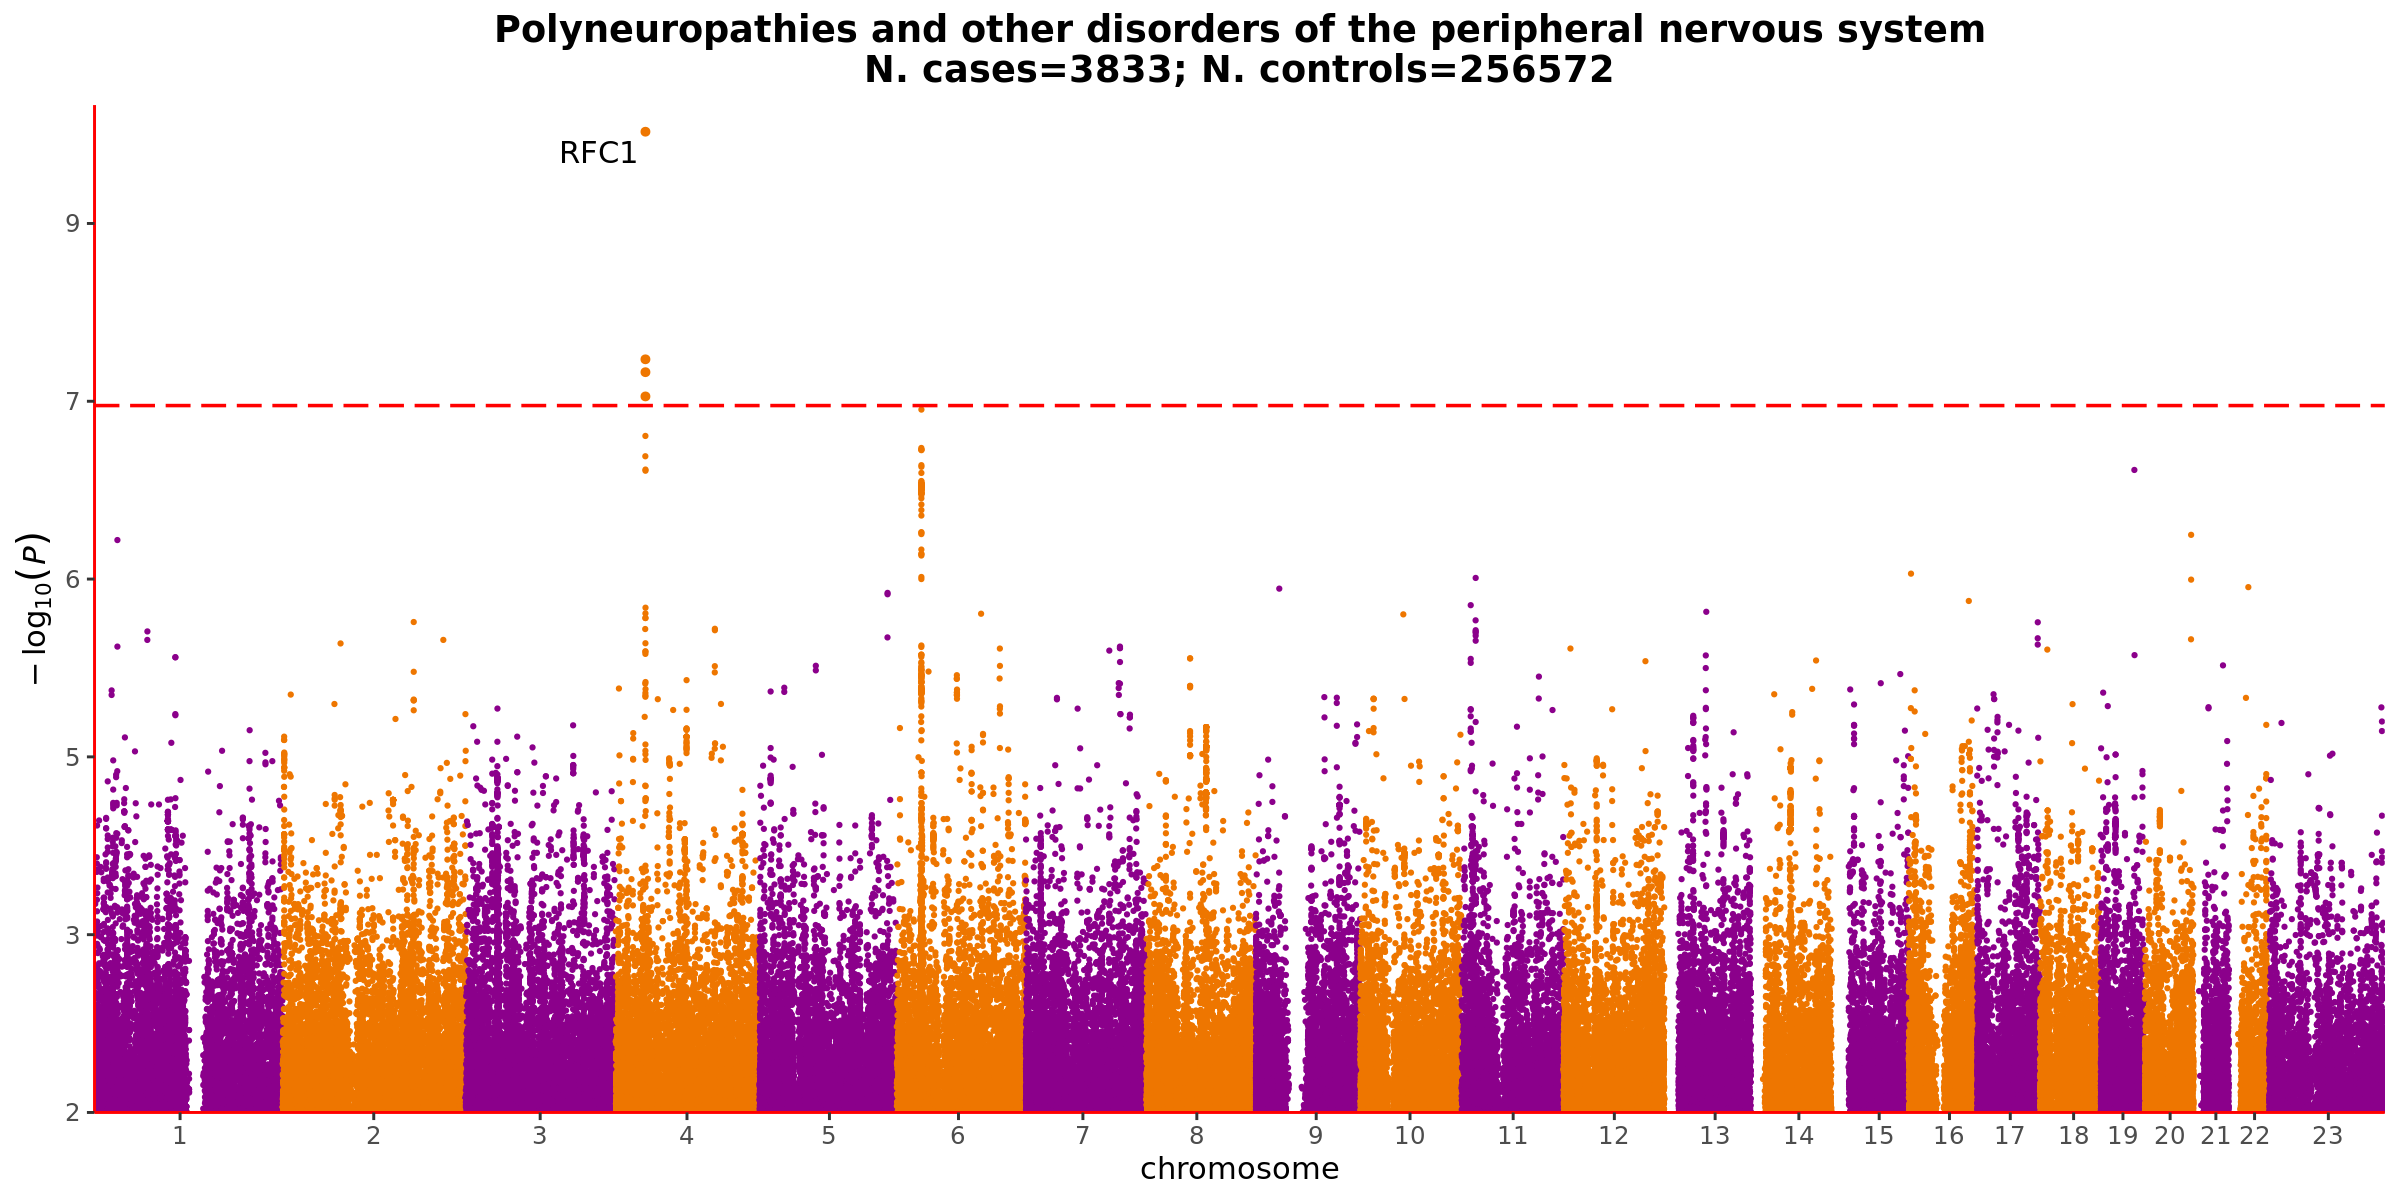 Polyneuropathies and other disorders of the peripheral nervous system
N. cases=3833; N. controls=256572
RFC1
9
7
6
5
3
2
−log₁₀(P)
1 2 3 4 5 6 7 8 9 10 11 12 13 14 15 16 17 18 19 20 21 22 23
chromosome